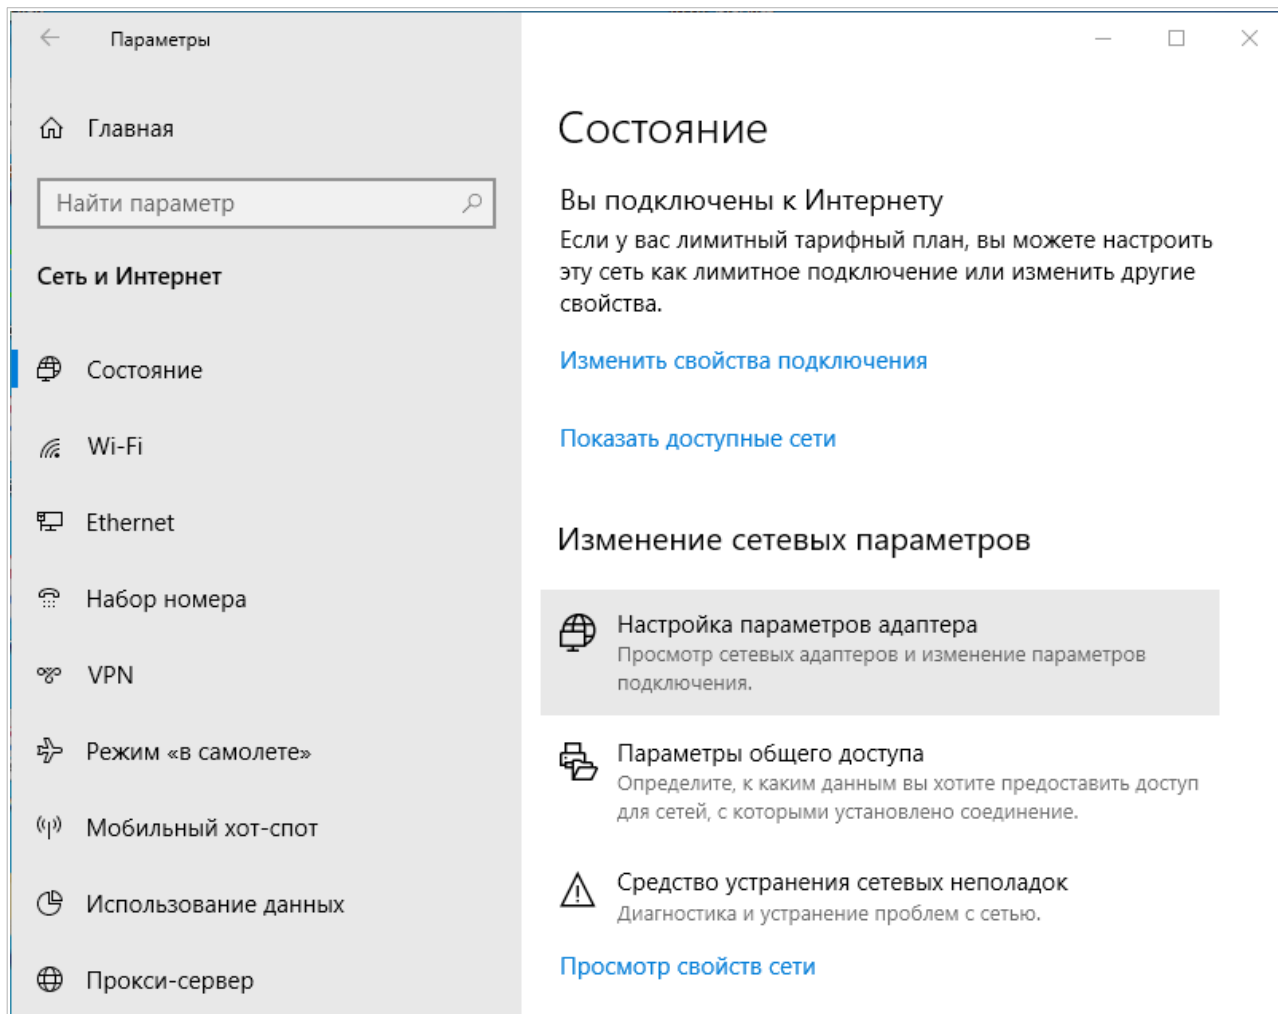 Параметры
Главная
Найти параметр
Сеть и Интернет
Состояние
Wi-Fi
Ethernet
Набор номера
VPN
Режим «в самолете»
Мобильный хот-спот
Использование данных
Прокси-сервер
Состояние
Вы подключены к Интернету
Если у вас лимитный тарифный план, вы можете настроить
эту сеть как лимитное подключение или изменить другие
свойства.
Изменить свойства подключения
Показать доступные сети
Изменение сетевых параметров
Настройка параметров адаптера
Просмотр сетевых адаптеров и изменение параметров
подключения.
Параметры общего доступа
Определите, к каким данным вы хотите предоставить доступ
для сетей, с которыми установлено соединение.
Средство устранения сетевых неполадок
Диагностика и устранение проблем с сетью.
Просмотр свойств сети